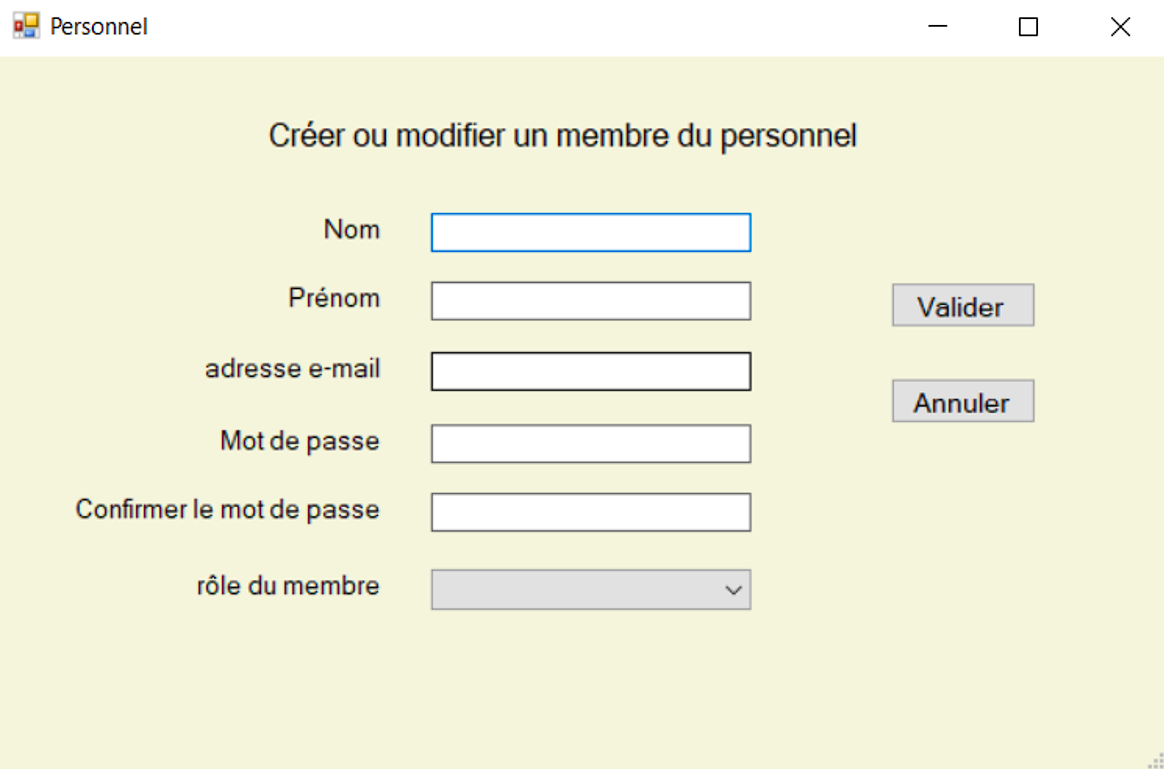 Personnel
Créer ou modifier un membre du personnel
Nom
Prénom
Valider
adresse e-mail
Annuler
Mot de passe
Confirmer le mot de passe
rôle du membre